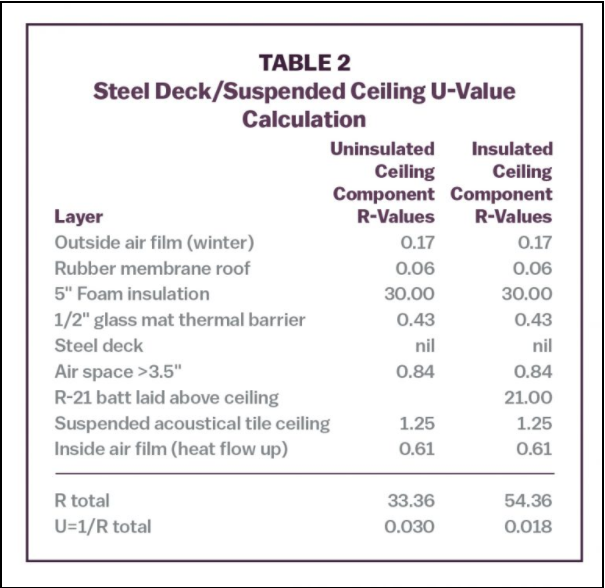 TABLE 2
Steel Deck/Suspended Ceiling U-Value
Calculation
Uninsulated Insulated
Ceiling Ceiling
Component Component
Layer R-Values R-Values
Outside air film (winter) 0.17 0.17
Rubber membrane roof 0.06 0.06
5" Foam insulation 30.00 30.00
1/2" glass mat thermal barrier 0.43 0.43
Steel deck nil nil
Air space >3.5" 0.84 0.84
R-21 batt laid above ceiling 21.00
Suspended acoustical tile ceiling 1.25 1.25
Inside air film (heat flow up) 0.61 0.61
R total 33.36 54.36
U=1/R total 0.030 0.018